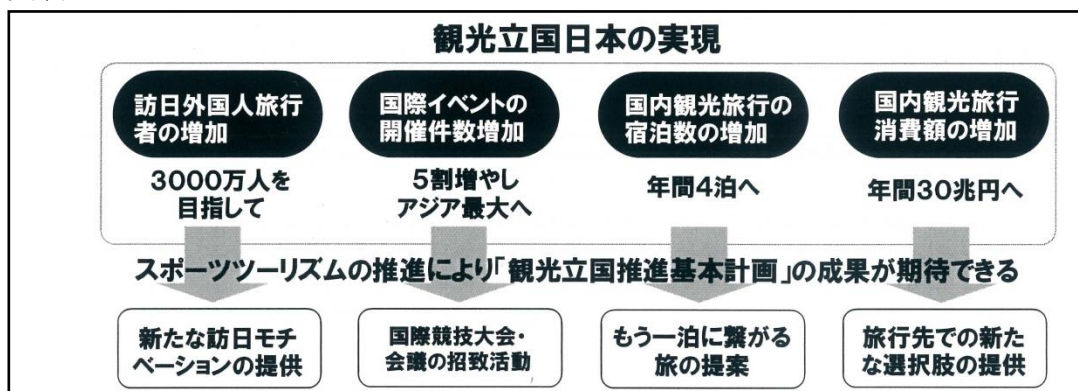 観光立国日本の実現
訪日外国人旅行
者の増加
国際イベントの
開催件数増加
国内観光旅行の
宿泊数の増加
国内観光旅行
消費額の増加
3000万人を
目指して
5割増やし
アジア最大へ
年間4泊へ
年間30兆円へ
スポーツツーリズムの推進により「観光立国推進基本計画」の成果が期待できる
新たな訪日モチ
ベーションの提供
国際競技大会・
会議の招致活動
もう一泊に繋がる
旅の提案
旅行先での新た
な選択肢の提供